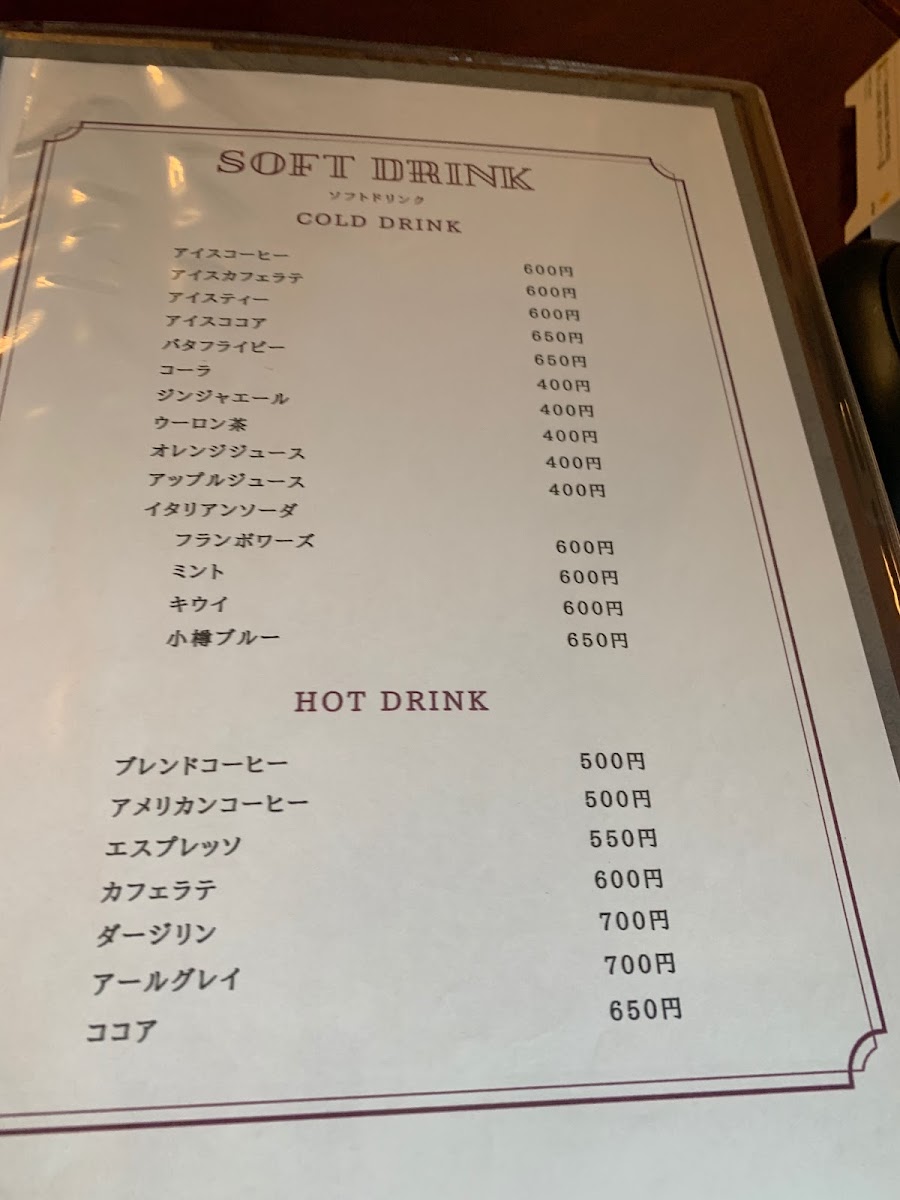 SOFT DRINK
ソフトドリンク
COLD DRINK
アイスコーヒー 600円
アイスカフェラテ 600円
アイスティー 600円
アイスココア 650円
バタフライピー 650円
コーラ 400円
ジンジャエール 400円
ウーロン茶 400円
オレンジジュース 400円
アップルジュース 400円
イタリアンソーダ
フランボワーズ 600円
ミント 600円
キウイ 600円
小樽ブルー 650円
HOT DRINK
ブレンドコーヒー 500円
アメリカンコーヒー 500円
エスプレッソ 550円
カフェラテ 600円
ダージリン 700円
アールグレイ 700円
ココア 650円